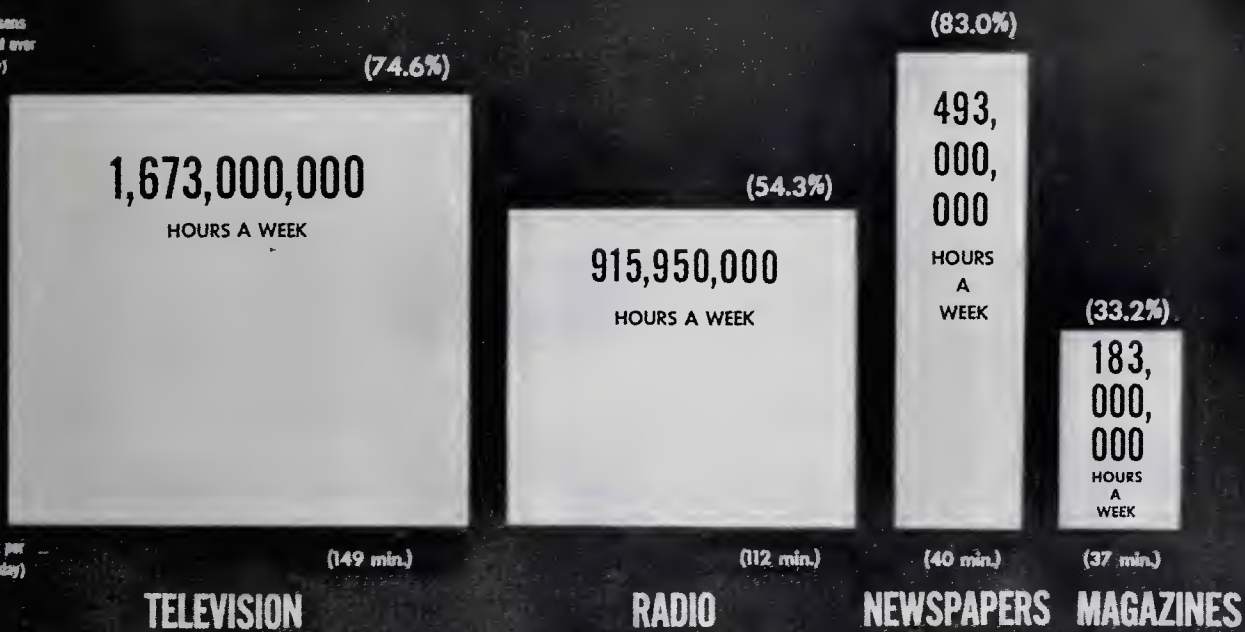 (83.0%)
(74.6%)
1,673,000,000
HOURS A WEEK
(54.3%)
915,950,000
HOURS A WEEK
493,
000,
000
HOURS
A
WEEK
(33.2%)
183,
000,
000
HOURS
A
WEEK
per
day)
(149 min.)
(112 min.)
(40 min.)
(37 min.)
TELEVISION
RADIO
NEWSPAPERS
MAGAZINES